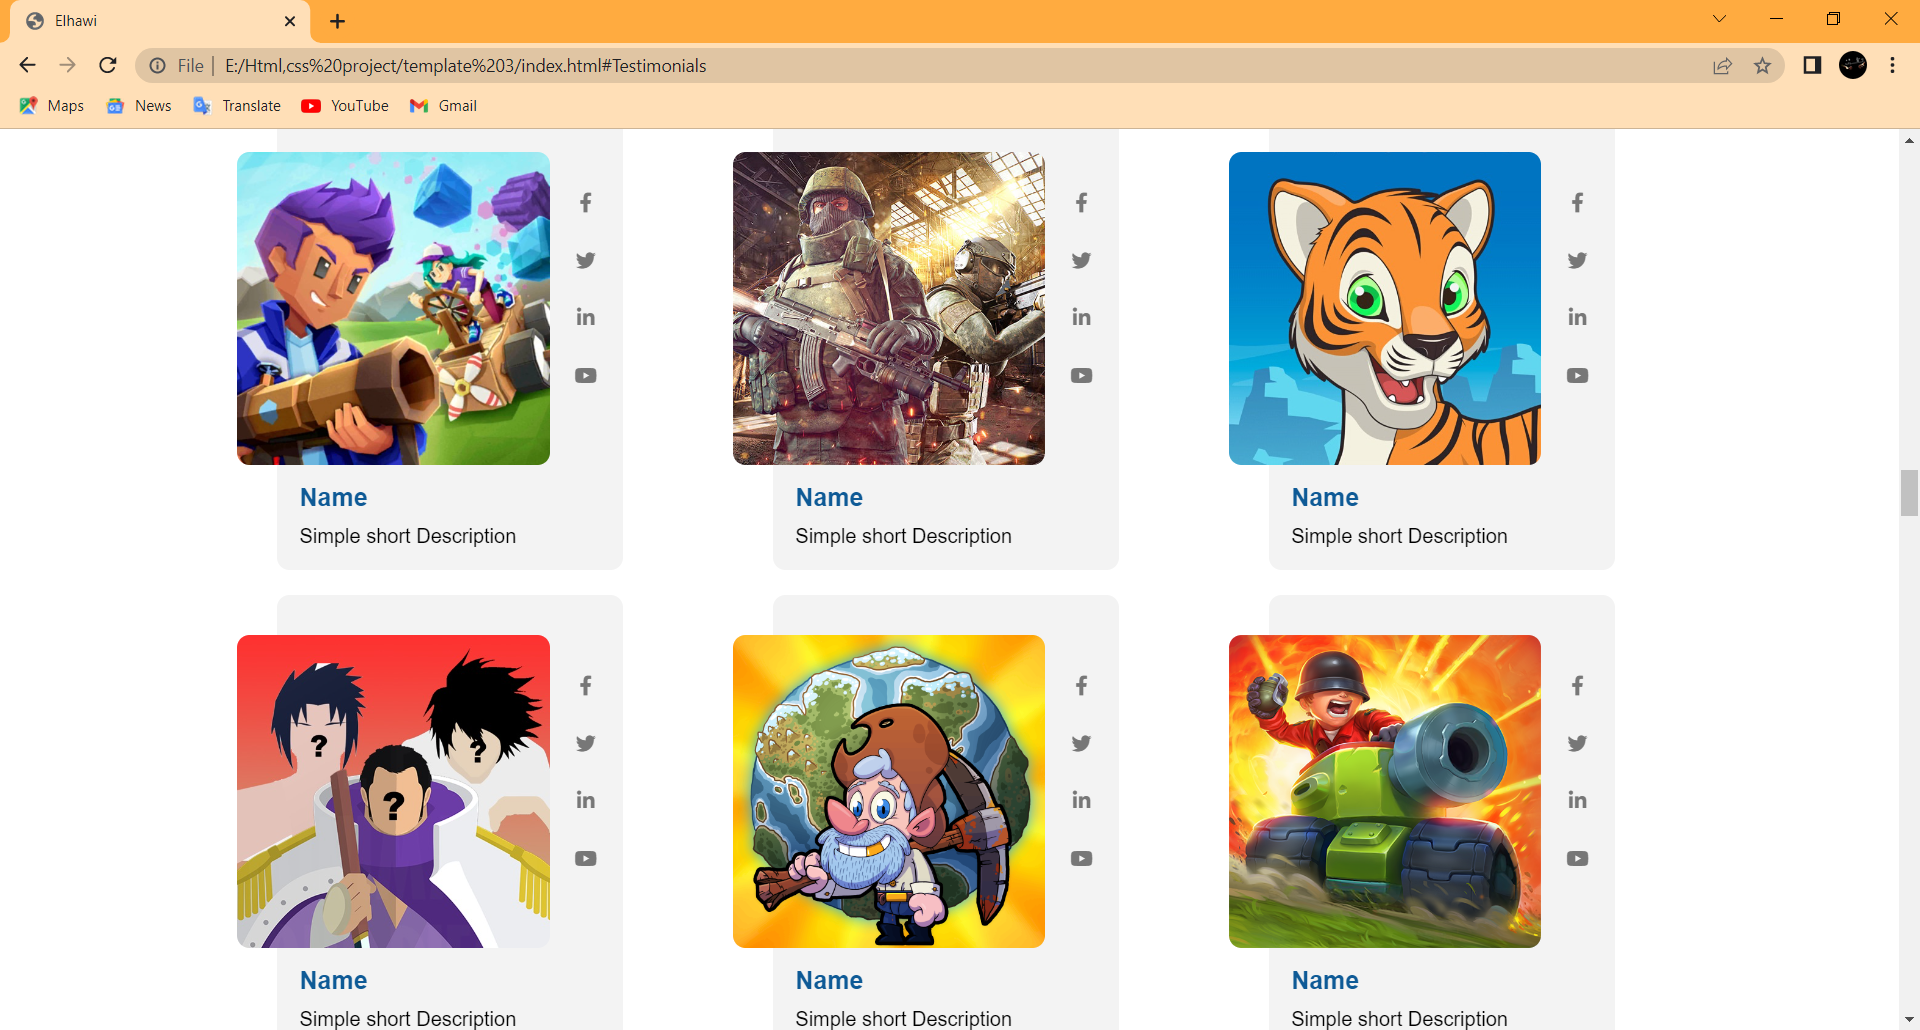 Elhawi
File | E:/Html,css%20project/template%203/index.html#Testimonials
Maps News Translate YouTube Gmail
Name Name Name
Simple short Description Simple short Description Simple short Description
? ? ?
Name Name Name
Simple short Description Simple short Description Simple short Description